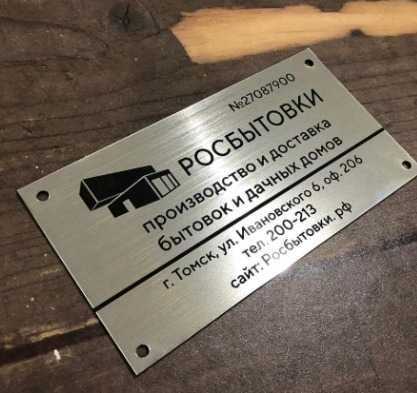 №27087900
РОСБЫТОВКИ
производство и доставка
бытовок и дачных домов
г. Томск, ул. Ивановского 6, оф. 206
тел. 200-213
сайт: Росбытовки.рф